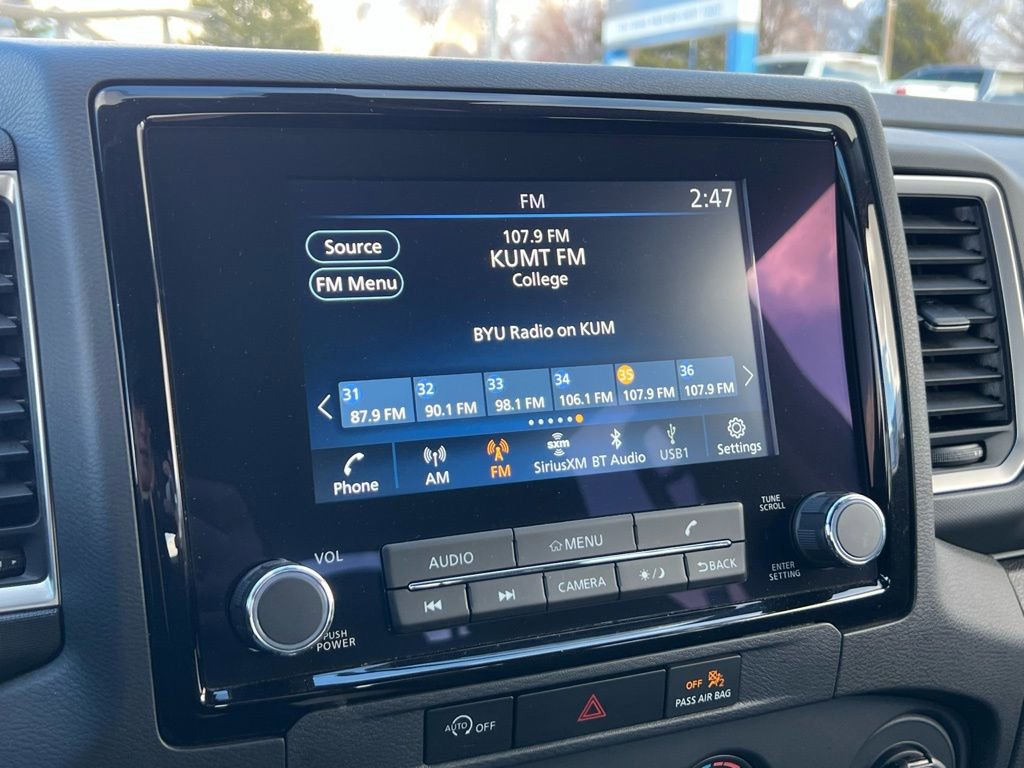 FM
2:47
Source
107.9 FM
KUMT FM
College
FM Menu
BYU Radio on KUM
31 32 33 34 35 36
87.9 FM 90.1 FM 98.1 FM 106.1 FM 107.9 FM 107.9 FM
Phone AM FM SiriusXM BT Audio USB1 Settings
sxm
TUNE
SCROLL
VOL
AUDIO MENU
CAMERA BACK
ENTER
SETTING
PUSH
POWER
AUTO OFF
OFF 2
PASS AIR BAG